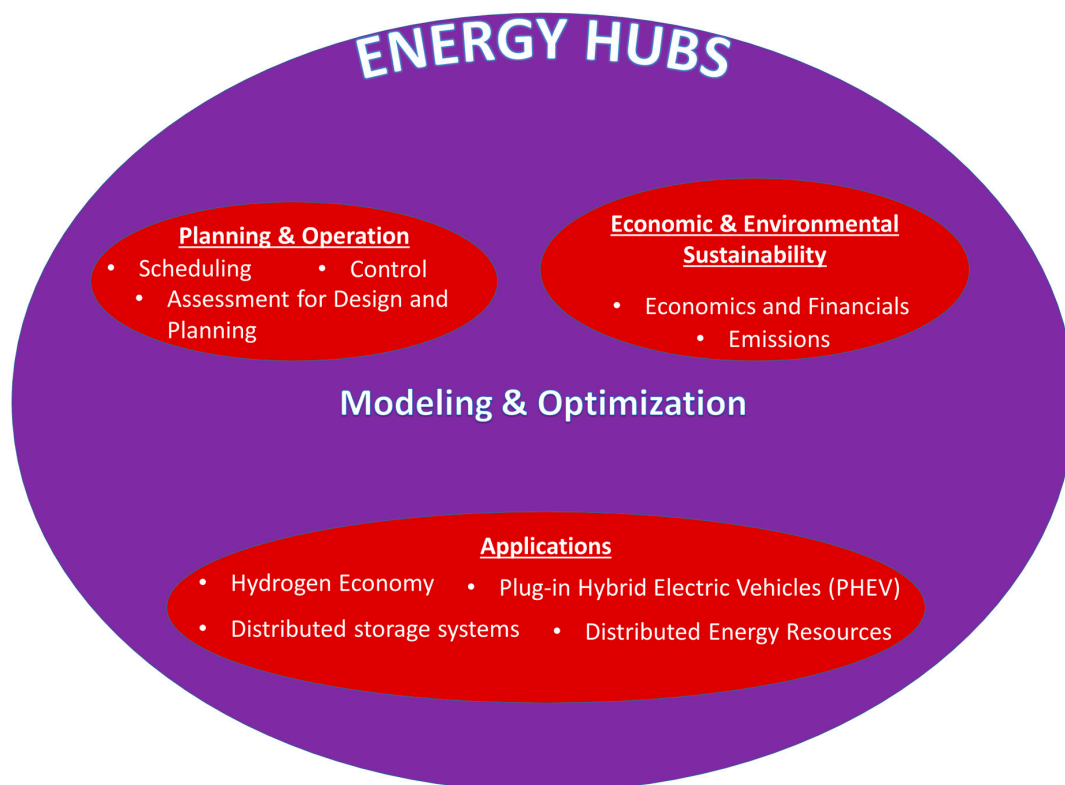 ENERGY HUBS
Planning & Operation
• Scheduling • Control
• Assessment for Design and
Planning
Economic & Environmental
Sustainability
• Economics and Financials
• Emissions
Modeling & Optimization
Applications
• Hydrogen Economy • Plug-in Hybrid Electric Vehicles (PHEV)
• Distributed storage systems • Distributed Energy Resources